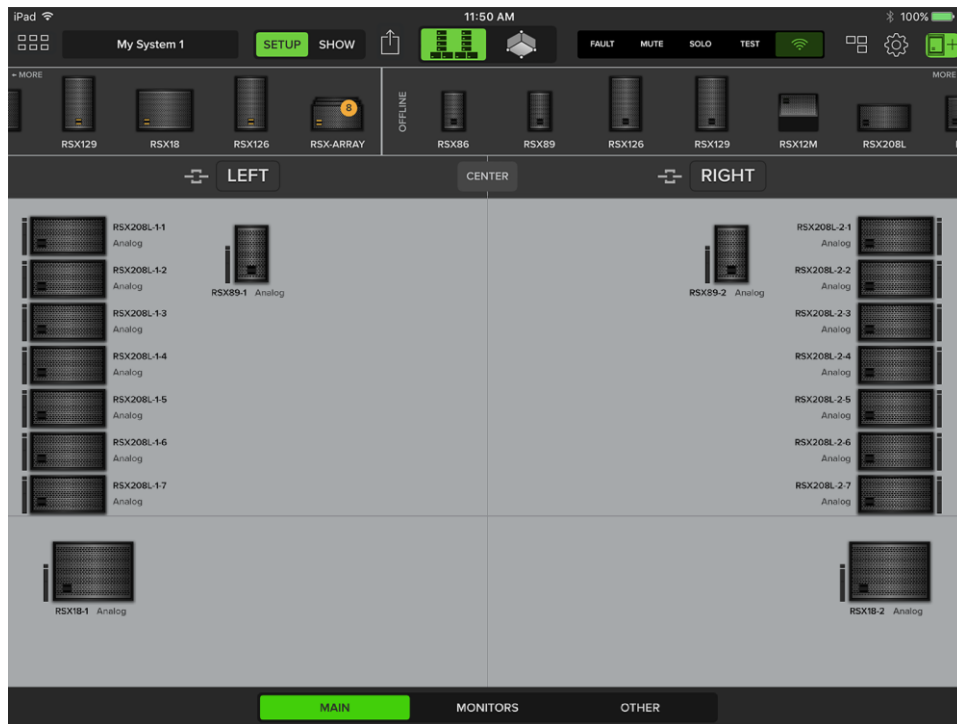 iPad 11:50 AM 100%
My System 1 SETUP SHOW FAULT MUTE SOLO TEST
+ MORE OFFLINE MORE
8
RSX129 RSX18 RSX126 RSX-ARRAY RSX86 RSX89 RSX126 RSX129 RSX12M RSX208L
LEFT CENTER RIGHT
RSX208L-1-1 RSX208L-2-1
Analog Analog
RSX208L-1-2 RSX208L-2-2
Analog Analog
RSX89-1 Analog RSX89-2 Analog
RSX208L-1-3 RSX208L-2-3
Analog Analog
RSX208L-1-4 RSX208L-2-4
Analog Analog
RSX208L-1-5 RSX208L-2-5
Analog Analog
RSX208L-1-6 RSX208L-2-6
Analog Analog
RSX208L-1-7 RSX208L-2-7
Analog Analog
RSX18-1 Analog RSX18-2 Analog
MAIN MONITORS OTHER